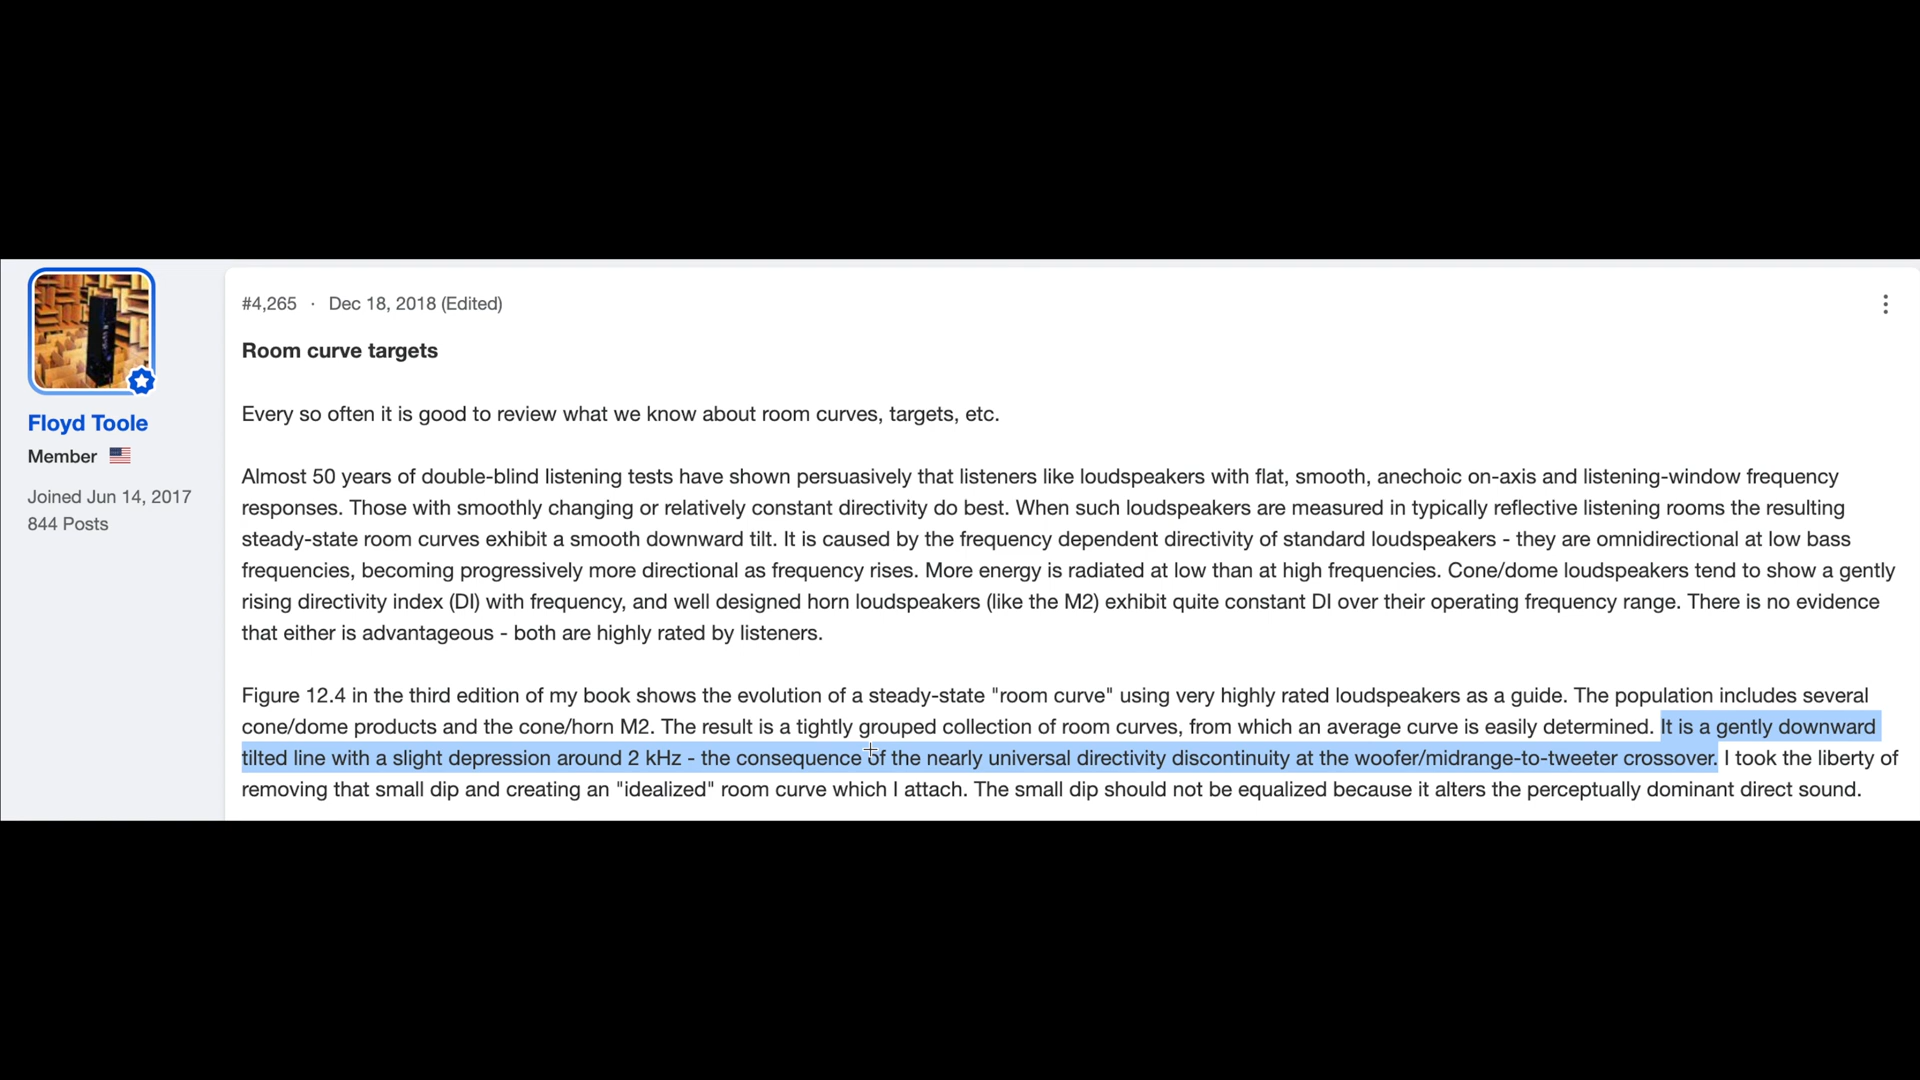 #4,265 · Dec 18, 2018 (Edited)
Room curve targets
Floyd Toole
Member
Joined Jun 14, 2017
844 Posts
Every so often it is good to review what we know about room curves, targets, etc.
Almost 50 years of double-blind listening tests have shown persuasively that listeners like loudspeakers with flat, smooth, anechoic on-axis and listening-window frequency
responses. Those with smoothly changing or relatively constant directivity do best. When such loudspeakers are measured in typically reflective listening rooms the resulting
steady-state room curves exhibit a smooth downward tilt. It is caused by the frequency dependent directivity of standard loudspeakers - they are omnidirectional at low bass
frequencies, becoming progressively more directional as frequency rises. More energy is radiated at low than at high frequencies. Cone/dome loudspeakers tend to show a gently
rising directivity index (DI) with frequency, and well designed horn loudspeakers (like the M2) exhibit quite constant DI over their operating frequency range. There is no evidence
that either is advantageous - both are highly rated by listeners.
Figure 12.4 in the third edition of my book shows the evolution of a steady-state "room curve" using very highly rated loudspeakers as a guide. The population includes several
cone/dome products and the cone/horn M2. The result is a tightly grouped collection of room curves, from which an average curve is easily determined. It is a gently downward
tilted line with a slight depression around 2 kHz - the consequence of the nearly universal directivity discontinuity at the woofer/midrange-to-tweeter crossover. I took the liberty of
removing that small dip and creating an "idealized" room curve which I attach. The small dip should not be equalized because it alters the perceptually dominant direct sound.